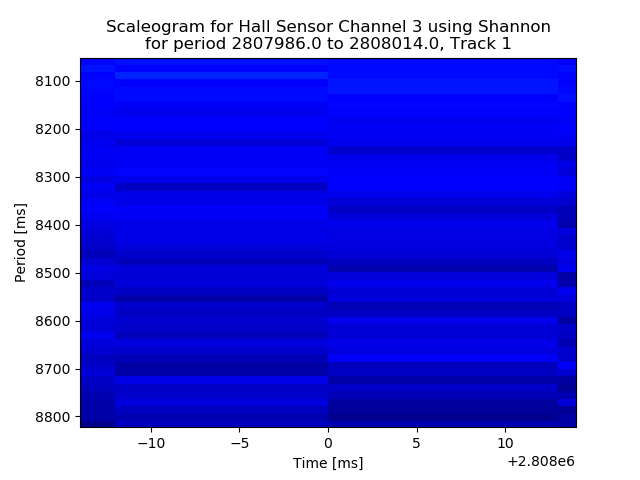 Scaleogram for Hall Sensor Channel 3 using Shannon
for period 2807986.0 to 2808014.0, Track 1
8100
8200
8300
8400
8500
8600
8700
8800
Period [ms]
−10
−5
0
5
10
Time [ms]
+2.808e6